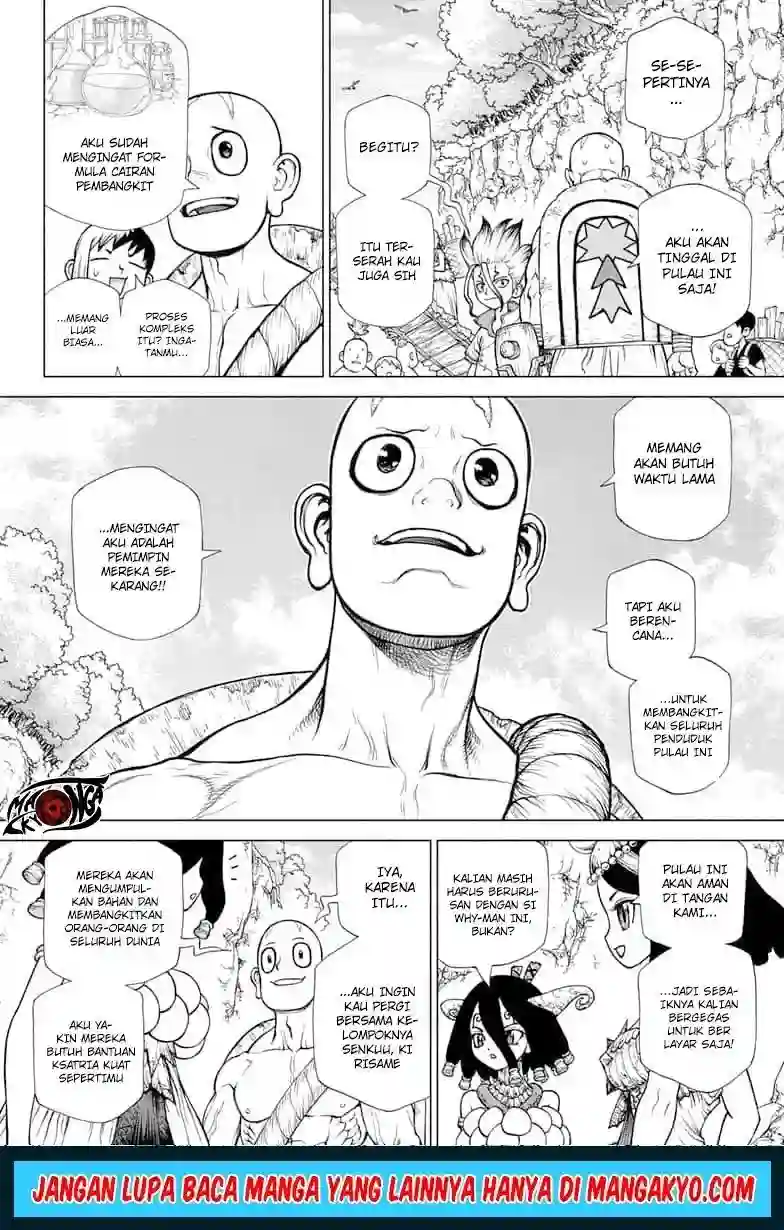 SE-SE-
PERTINYA
...
...
AKU AKAN
TINGGAL DI
PULAU INI
SAJA!
BEGITU?
ITU TER-
SERAH KAU
JUGA SIH
AKU SUDAH
MENGINGAT FOR-
MULA CAIRAN
PEMBANGKIT
PROSES
KOMPLEKS
ITU? INGA-
TANMU...
...MEMANG
LUAR
BIASA...
MEMANG
AKAN BUTUH
WAKTU LAMA
TAPI AKU
BEREN-
CANA...
...UNTUK
MEMBANGKIT-
KAN SELURUH
PENDUDUK
PULAU INI
...MENGINGAT
AKU ADALAH
PEMIMPIN
MEREKA SE-
KARANG!!
PULAU INI
AKAN AMAN
DI TANGAN
KAMI...
...JADI SEBA-
IKNYA KALIAN
BERGEGAS
UNTUK BER
LAYAR SAJA!
KALIAN MASIH
HARUS BERURU-
SAN DENGAN SI
WHY-MAN INI,
BUKAN?
IYA,
KARENA
ITU...
...AKU INGIN
KAU PERGI
BERSAMA KE-
LOMPOKNYA
SENKUU, KI
RISAME
MEREKA AKAN
MENGUMPUL-
KAN BAHAN DAN
MEMBANGKITKAN
ORANG-ORANG DI
SELURUH DUNIA
AKU YA-
KIN MEREKA
BUTUH BANTUAN
KSATRIA KUAT
SEPERTIMU
JANGAN LUPA BACA MANGA YANG LAINNYA HANYA DI MANGAKYO.COM